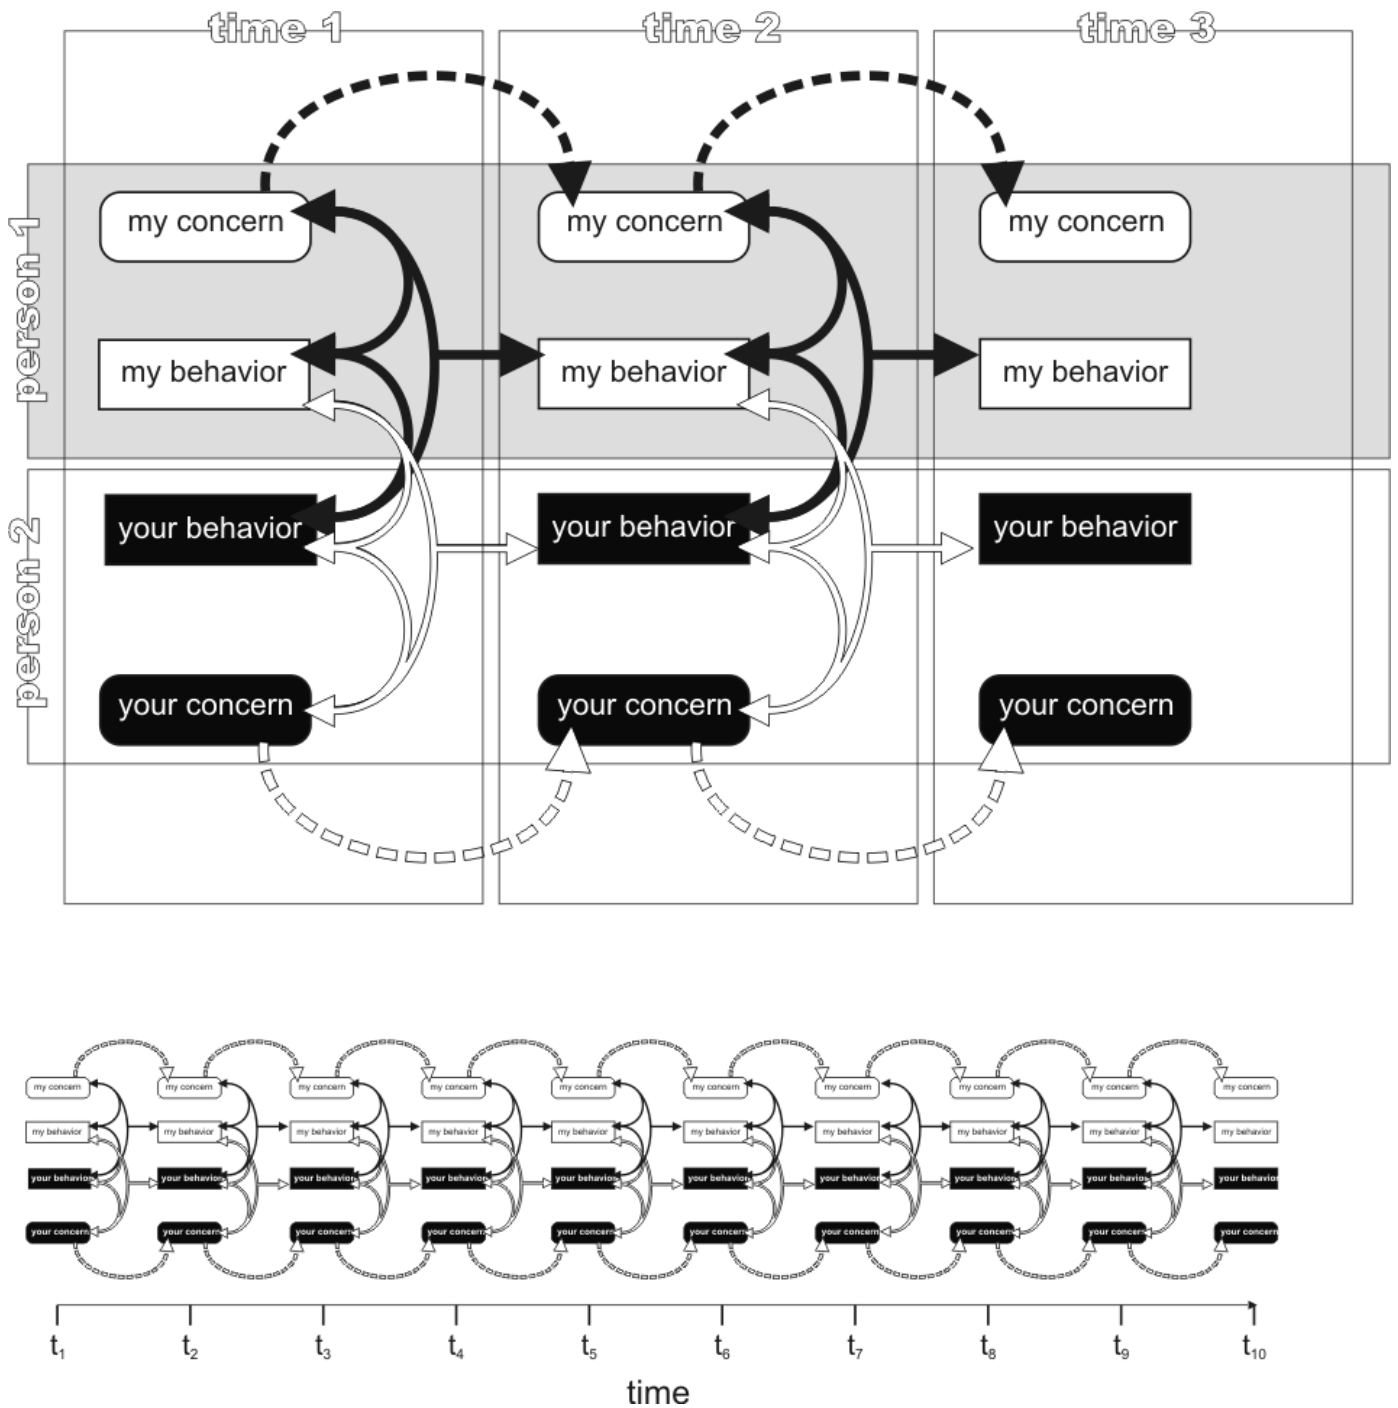 time 1 time 2 time 3
person 1
my concern my concern my concern
my behavior my behavior my behavior
person 2
your behavior your behavior your behavior
your concern your concern your concern
my concern my concern my concern my concern my concern my concern my concern my concern my concern my concern
my behavior my behavior my behavior my behavior my behavior my behavior my behavior my behavior my behavior my behavior
your behavior your behavior your behavior your behavior your behavior your behavior your behavior your behavior your behavior your behavior
your concern your concern your concern your concern your concern your concern your concern your concern your concern your concern
t1 t2 t3 t4 t5 t6 t7 t8 t9 t10
time